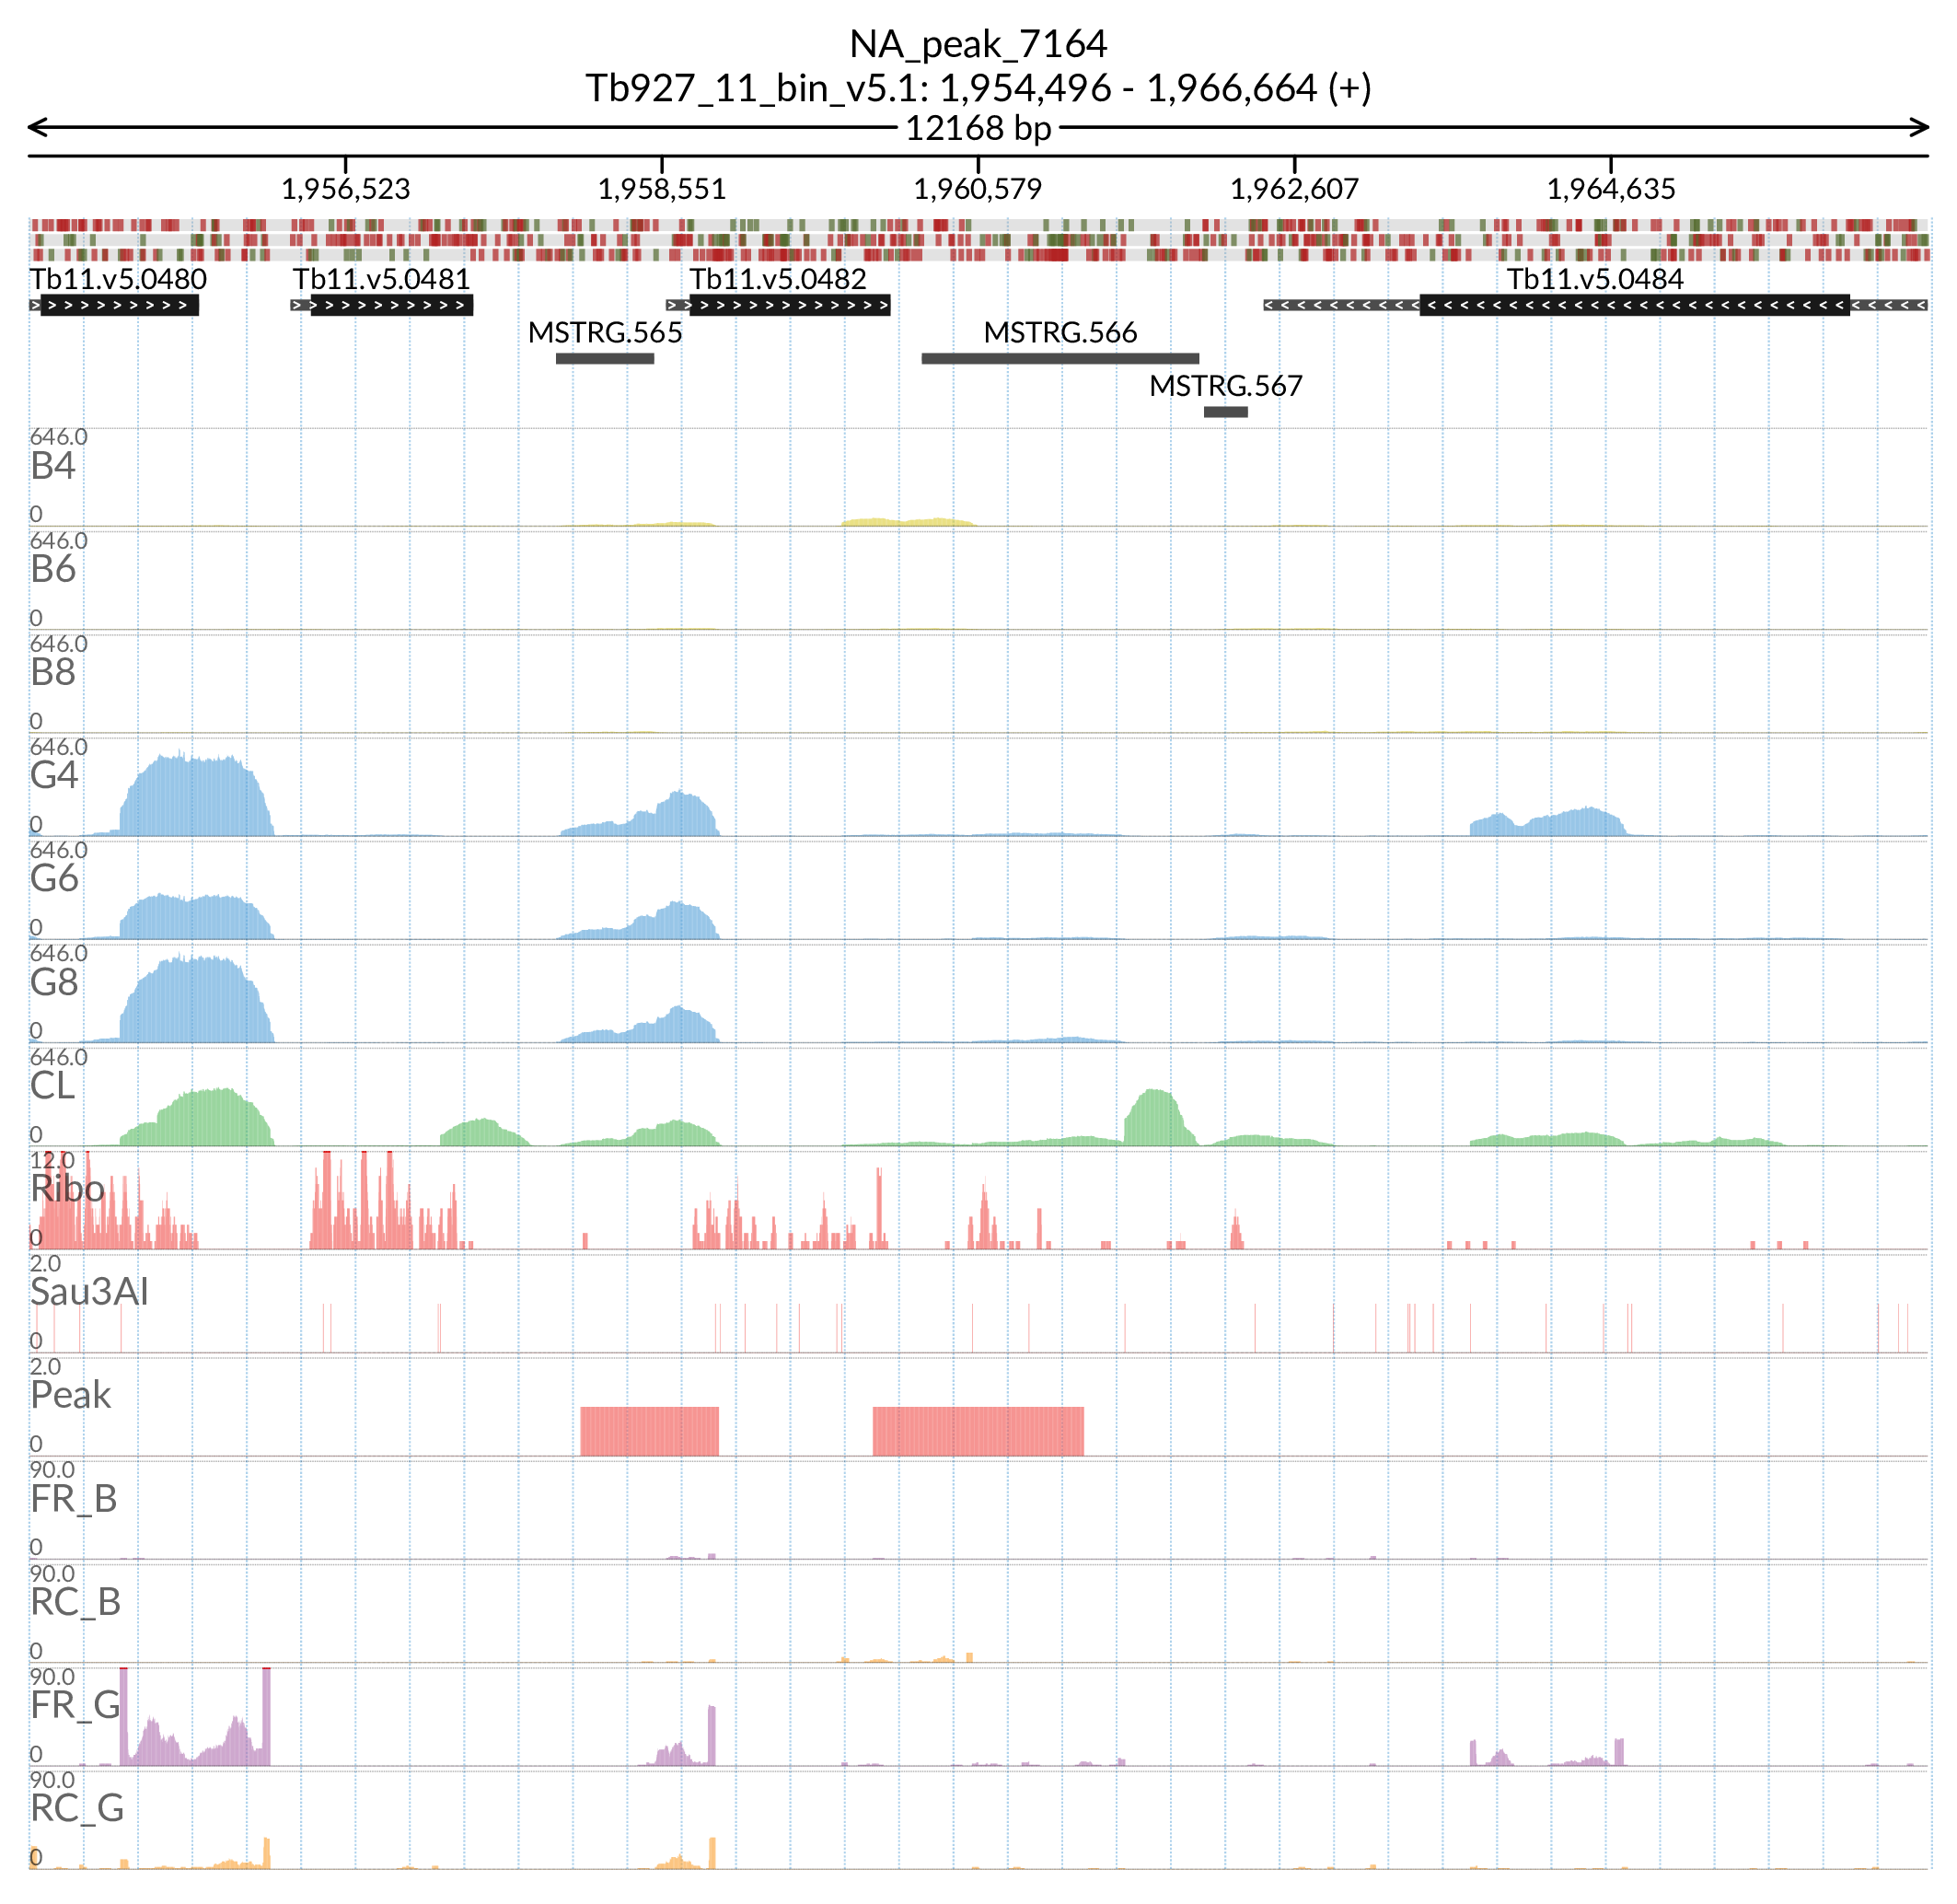 NA_peak_7164
Tb927_11_bin_v5.1: 1,954,496 - 1,966,664 (+)
12168 bp
1,956,523 1,958,551 1,960,579 1,962,607 1,964,635
Tb11.v5.0480 Tb11.v5.0481 Tb11.v5.0482 Tb11.v5.0484
MSTRG.565 MSTRG.566
MSTRG.567
646.0
B4
0
646.0
B6
0
646.0
B8
0
646.0
G4
0
646.0
G6
0
646.0
G8
0
646.0
CL
0
12.0
Ribo
0
2.0
Sau3AI
0
2.0
Peak
0
90.0
FR_B
0
90.0
RC_B
0
90.0
FR_G
0
90.0
RC_G
0